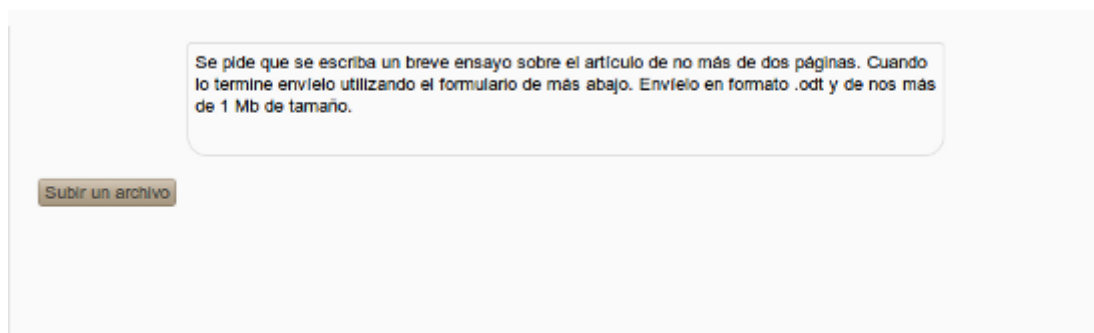 Se pide que se escriba un breve ensayo sobre el artículo de no más de dos páginas. Cuando
lo termine envíelo utilizando el formulario de más abajo. Envíelo en formato .odt y de nos más
de 1 Mb de tamaño.
Subir un archivo